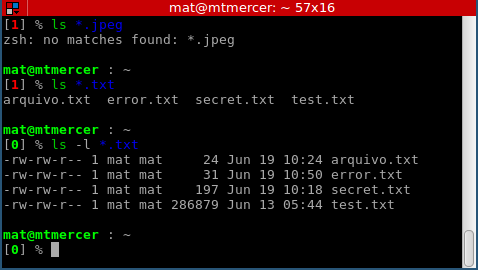 mat@mtmercer: ~ 57x16
[1] % ls *.jpeg
zsh: no matches found: *.jpeg
mat@mtmercer : ~
[1] % ls *.txt
arquivo.txt  error.txt  secret.txt  test.txt
mat@mtmercer : ~
[0] % ls -l *.txt
-rw-rw-r-- 1 mat mat     24 Jun 19 10:24 arquivo.txt
-rw-rw-r-- 1 mat mat     31 Jun 19 10:50 error.txt
-rw-rw-r-- 1 mat mat    197 Jun 19 10:18 secret.txt
-rw-rw-r-- 1 mat mat 286879 Jun 13 05:44 test.txt
mat@mtmercer : ~
[0] %